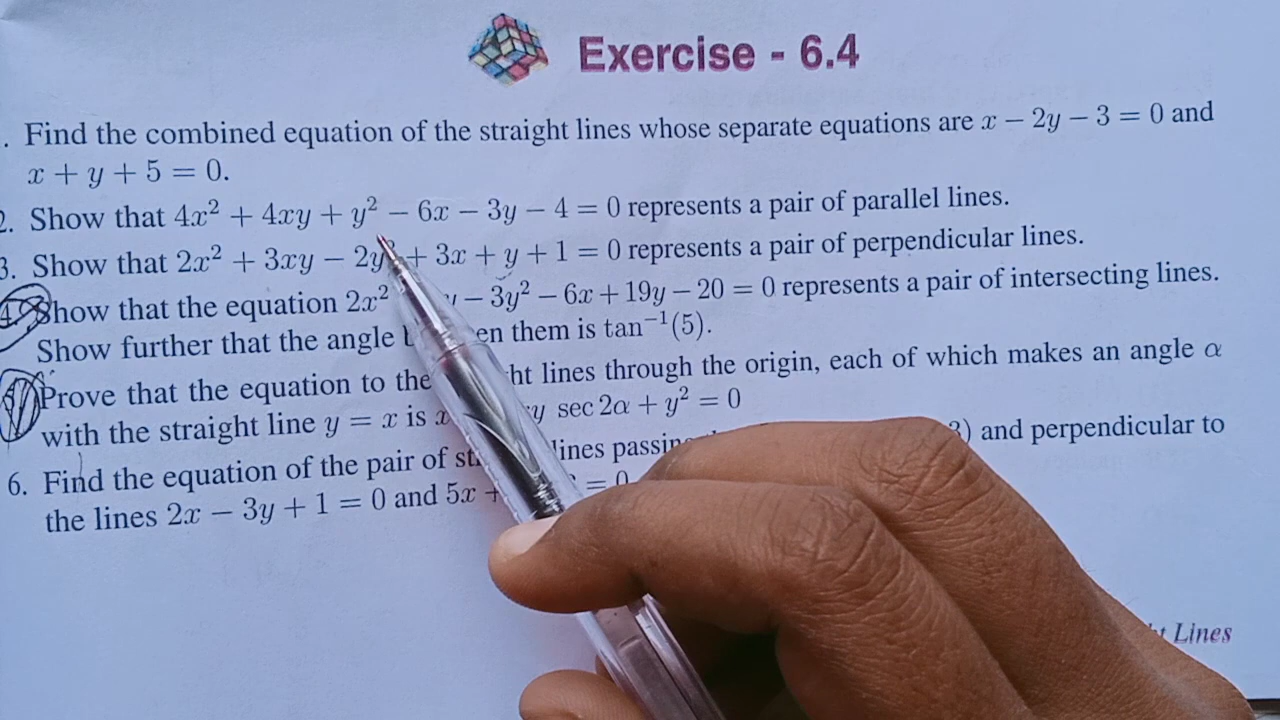 Exercise - 6.4
. Find the combined equation of the straight lines whose separate equations are x − 2y − 3 = 0 and
x + y + 5 = 0.
2. Show that 4x² + 4xy + y² − 6x − 3y − 4 = 0 represents a pair of parallel lines.
3. Show that 2x² + 3xy − 2y² + 3x + y + 1 = 0 represents a pair of perpendicular lines.
4. Show that the equation 2x² y − 3y² − 6x + 19y − 20 = 0 represents a pair of intersecting lines.
Show further that the angle en them is tan⁻¹(5).
Prove that the equation to the ht lines through the origin, each of which makes an angle α
with the straight line y = x is x y sec 2α + y² = 0
6. Find the equation of the pair of st lines passin 3) and perpendicular to
the lines 2x − 3y + 1 = 0 and 5x + = 0
t Lines